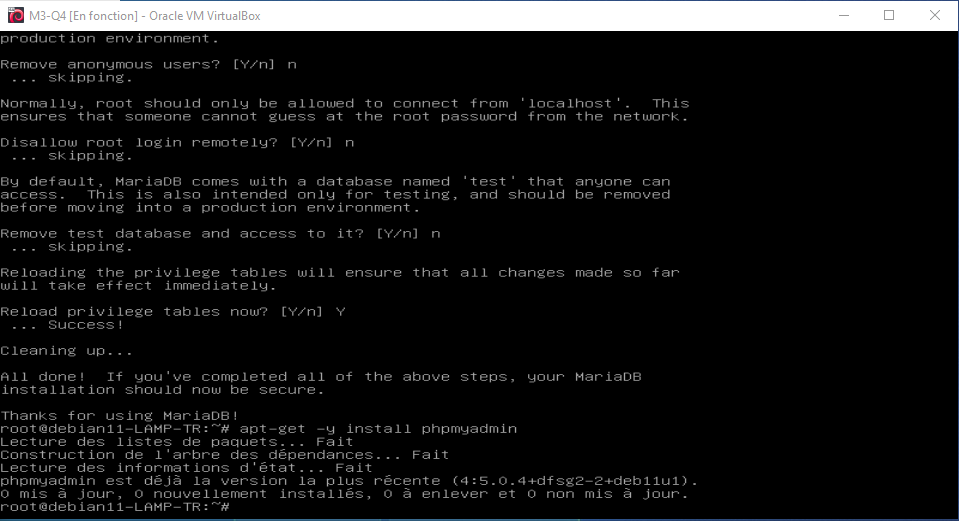 M3-Q4 [En fonction] - Oracle VM VirtualBox
production environment.
Remove anonymous users? [Y/n] n
... skipping.
Normally, root should only be allowed to connect from 'localhost'. This
ensures that someone cannot guess at the root password from the network.
Disallow root login remotely? [Y/n] n
... skipping.
By default, MariaDB comes with a database named 'test' that anyone can
access. This is also intended only for testing, and should be removed
before moving into a production environment.
Remove test database and access to it? [Y/n] n
... skipping.
Reloading the privilege tables will ensure that all changes made so far
will take effect immediately.
Reload privilege tables now? [Y/n] Y
... Success!
Cleaning up...
All done! If you've completed all of the above steps, your MariaDB
installation should now be secure.
Thanks for using MariaDB!
root@debian11-LAMP-TR:~# apt-get -y install phpmyadmin
Lecture des listes de paquets... Fait
Construction de l'arbre des dépendances... Fait
Lecture des informations d'état... Fait
phpmyadmin est déjà la version la plus récente (4:5.0.4+dfsg2-2+deb11u1).
0 mis à jour, 0 nouvellement installés, 0 à enlever et 0 non mis à jour.
root@debian11-LAMP-TR:~#